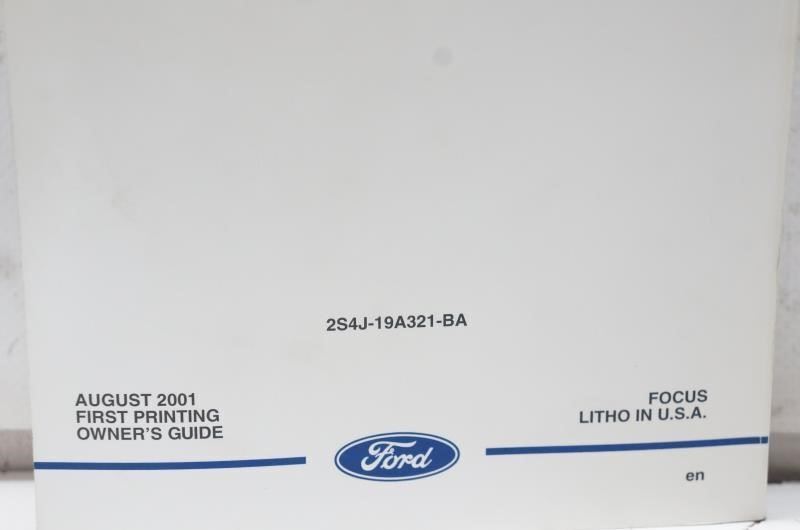 2S4J-19A321-BA
AUGUST 2001
FIRST PRINTING
OWNER'S GUIDE
FOCUS
LITHO IN U.S.A.
Ford
en